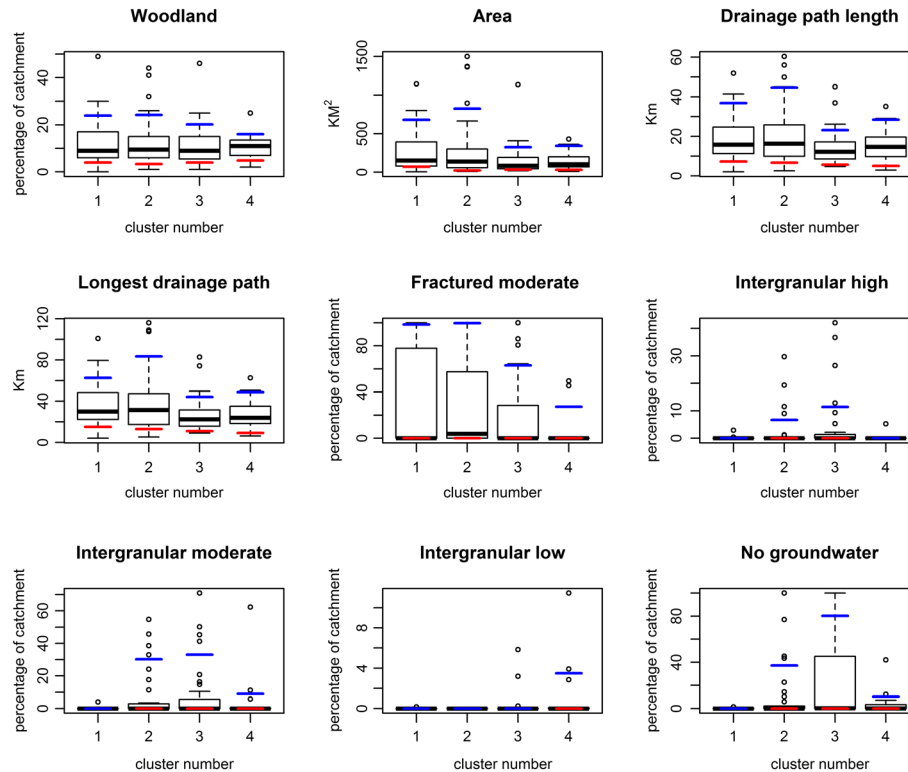 Woodland
percentage of catchment
0 20 40
1 2 3 4
cluster number
Area
KM²
0 500 1500
1 2 3 4
cluster number
Drainage path length
Km
0 20 40 60
1 2 3 4
cluster number
Longest drainage path
Km
0 40 80 120
1 2 3 4
cluster number
Fractured moderate
percentage of catchment
0 40 80
1 2 3 4
cluster number
Intergranular high
percentage of catchment
0 10 30
1 2 3 4
cluster number
Intergranular moderate
percentage of catchment
0 20 40 60
1 2 3 4
cluster number
Intergranular low
percentage of catchment
0 4 8
1 2 3 4
cluster number
No groundwater
percentage of catchment
0 40 80
1 2 3 4
cluster number